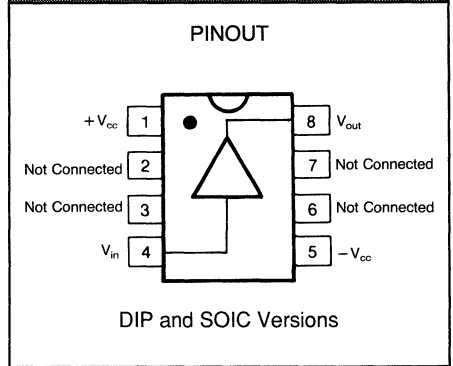 PINOUT
+Vcc 1 8 Vout
Not Connected 2 7 Not Connected
Not Connected 3 6 Not Connected
Vin 4 5 −Vcc
DIP and SOIC Versions